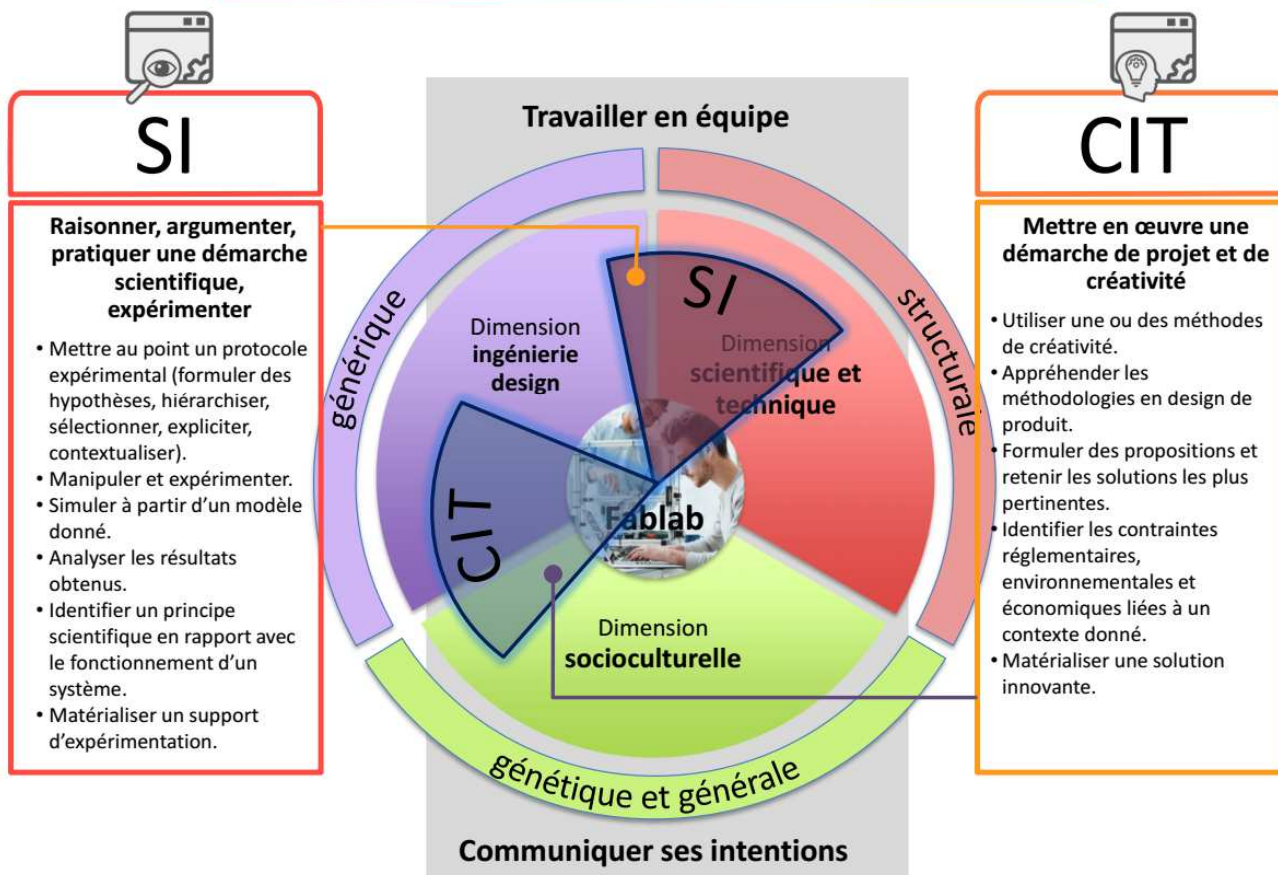 SI
Raisonner, argumenter,
pratiquer une démarche
scientifique,
expérimenter
• Mettre au point un protocole
expérimental (formuler des
hypothèses, hiérarchiser,
sélectionner, expliciter,
contextualiser).
• Manipuler et expérimenter.
• Simuler à partir d’un modèle
donné.
• Analyser les résultats
obtenus.
• Identifier un principe
scientifique en rapport avec
le fonctionnement d’un
système.
• Matérialiser un support
d’expérimentation.
Travailler en équipe
générique
structurale
SI
Dimension
ingénierie
design
Dimension
scientifique et
technique
CIT
Fablab
Dimension
socioculturelle
génétique et générale
Communiquer ses intentions
CIT
Mettre en œuvre une
démarche de projet et de
créativité
• Utiliser une ou des méthodes
de créativité.
• Appréhender les
méthodologies en design de
produit.
• Formuler des propositions et
retenir les solutions les plus
pertinentes.
• Identifier les contraintes
réglementaires,
environnementales et
économiques liées à un
contexte donné.
• Matérialiser une solution
innovante.